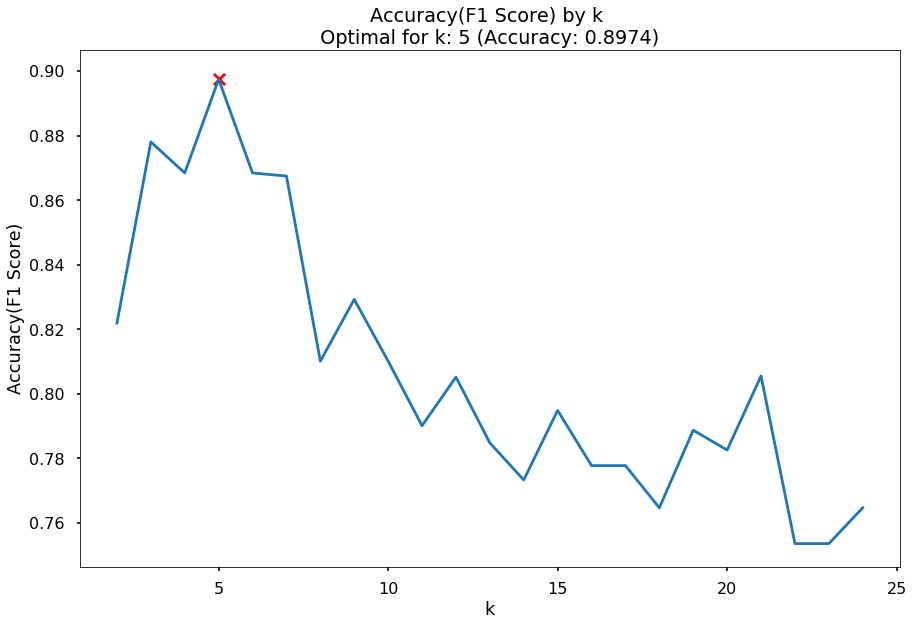 Accuracy(F1 Score) by k
Optimal for k: 5 (Accuracy: 0.8974)
Accuracy(F1 Score)
0.90
0.88
0.86
0.84
0.82
0.80
0.78
0.76
5 10 15 20 25
k